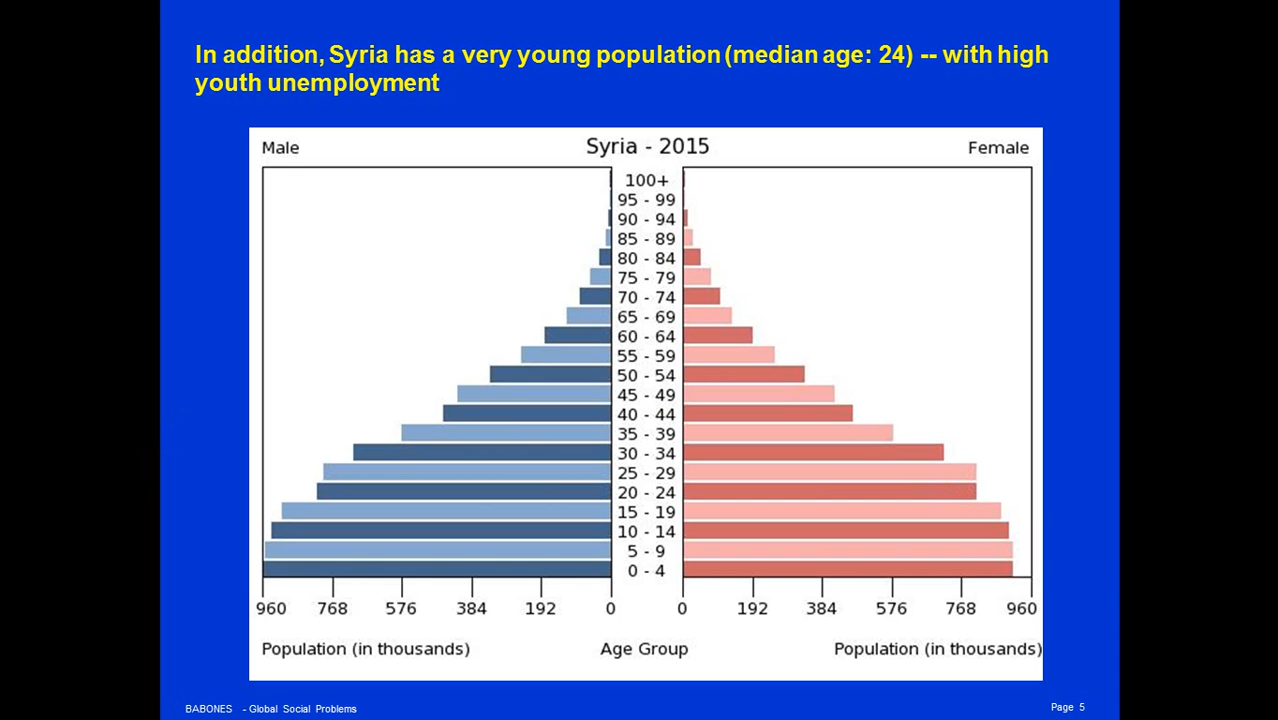 In addition, Syria has a very young population (median age: 24) -- with high
youth unemployment
Male
Syria - 2015
Female
100+
95 - 99
90 - 94
85 - 89
80 - 84
75 - 79
70 - 74
65 - 69
60 - 64
55 - 59
50 - 54
45 - 49
40 - 44
35 - 39
30 - 34
25 - 29
20 - 24
15 - 19
10 - 14
5 - 9
0 - 4
960 768 576 384 192 0 0 192 384 576 768 960
Population (in thousands) Age Group Population (in thousands)
BABONES - Global Social Problems Page 5